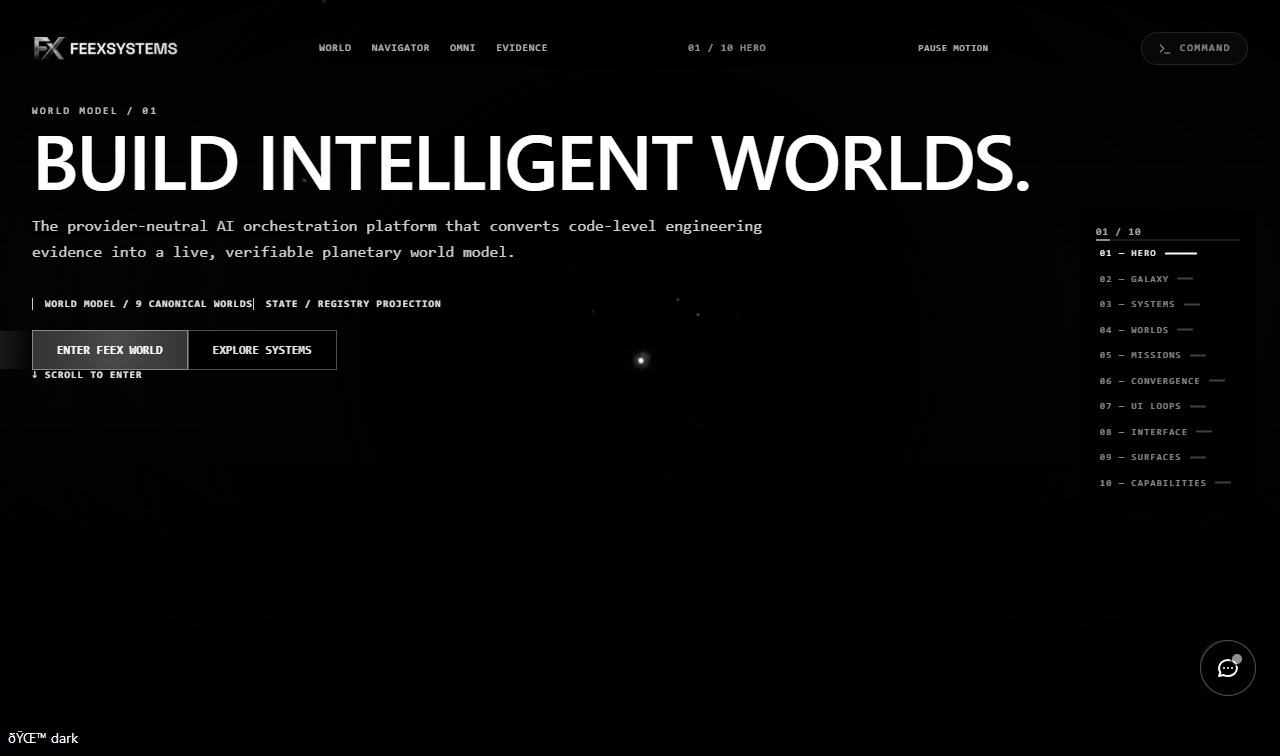 FX FEEXSYSTEMS
WORLD NAVIGATOR OMNI EVIDENCE
01 / 10 HERO
PAUSE MOTION
>_ COMMAND
WORLD MODEL / 01
BUILD INTELLIGENT WORLDS.
The provider-neutral AI orchestration platform that converts code-level engineering
evidence into a live, verifiable planetary world model.
WORLD MODEL / 9 CANONICAL WORLDS
STATE / REGISTRY PROJECTION
ENTER FEEX WORLD
EXPLORE SYSTEMS
↓ SCROLL TO ENTER
01 / 10
01 — HERO
02 — GALAXY
03 — SYSTEMS
04 — WORLDS
05 — MISSIONS
06 — CONVERGENCE
07 — UI LOOPS
08 — INTERFACE
09 — SURFACES
10 — CAPABILITIES
ðŸŒ™ dark